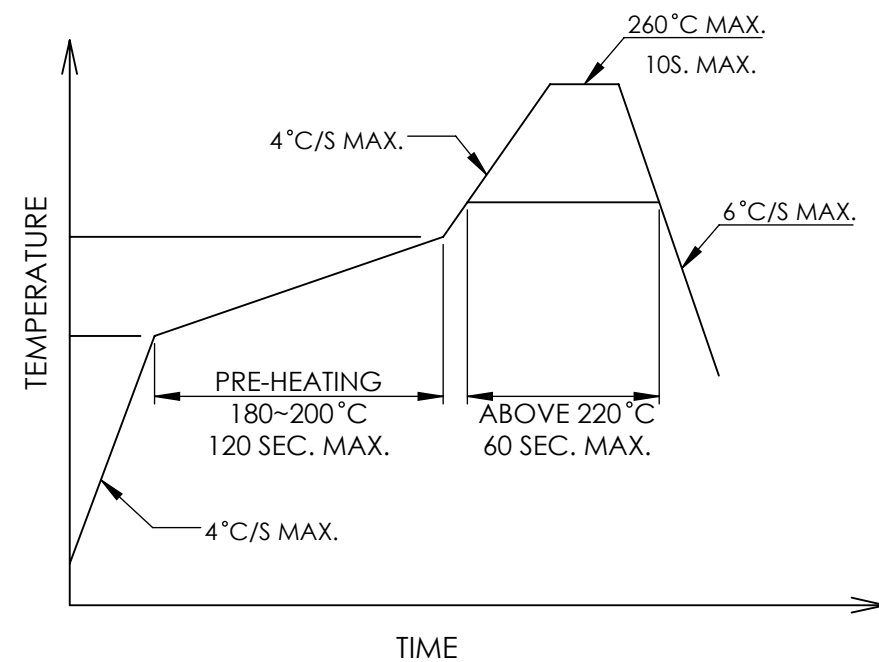 260°C MAX.
10S. MAX.
4°C/S MAX.
6°C/S MAX.
TEMPERATURE
PRE-HEATING
180~200°C
120 SEC. MAX.
ABOVE 220°C
60 SEC. MAX.
4°C/S MAX.
TIME